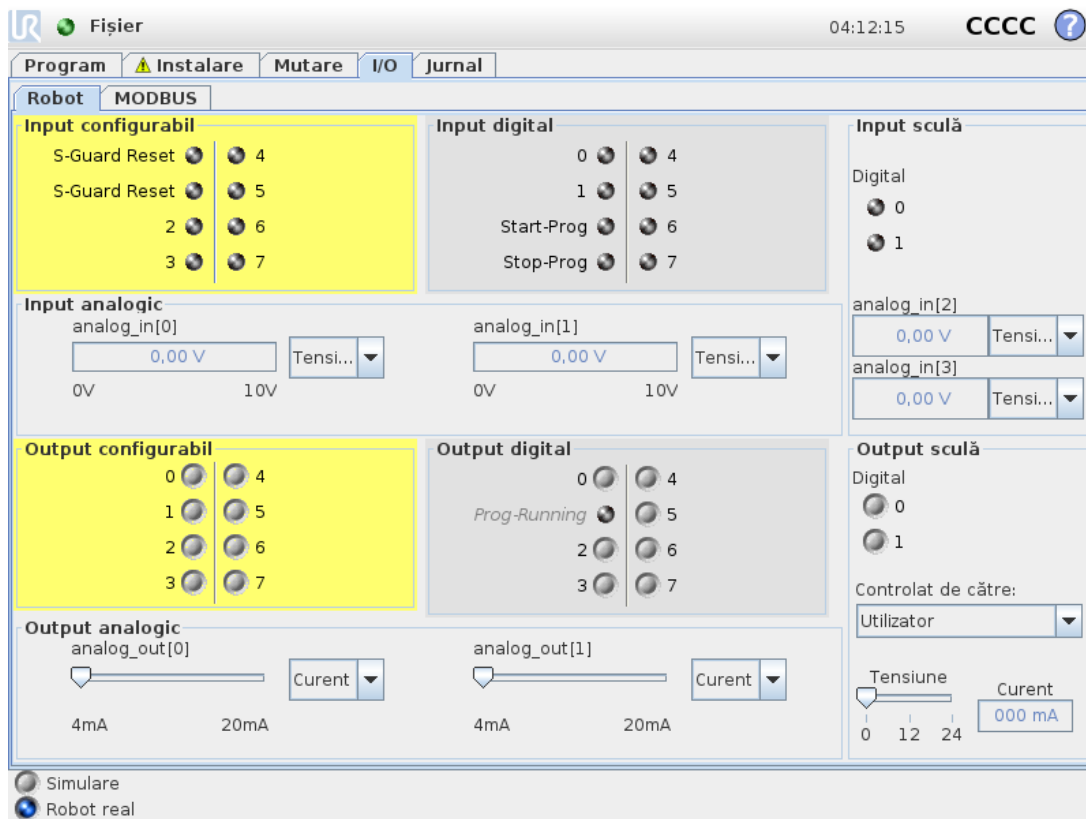 UR Fișier 04:12:15 CCCC ?
Program Instalare Mutare I/O Jurnal
Robot MODBUS
Input configurabil
S-Guard Reset 4
S-Guard Reset 5
2 6
3 7
Input digital
0 4
1 5
Start-Prog 6
Stop-Prog 7
Input sculă
Digital
0
1
analog_in[2]
0,00 V Tensi...
analog_in[3]
0,00 V Tensi...
Input analogic
analog_in[0]
0,00 V Tensi...
0V 10V
analog_in[1]
0,00 V Tensi...
0V 10V
Output configurabil
0 4
1 5
2 6
3 7
Output digital
0 4
Prog-Running 5
2 6
3 7
Output sculă
Digital
0
1
Controlat de către:
Utilizator
Tensiune
0 12 24
Curent
000 mA
Output analogic
analog_out[0]
Curent
4mA 20mA
analog_out[1]
Curent
4mA 20mA
Simulare
Robot real